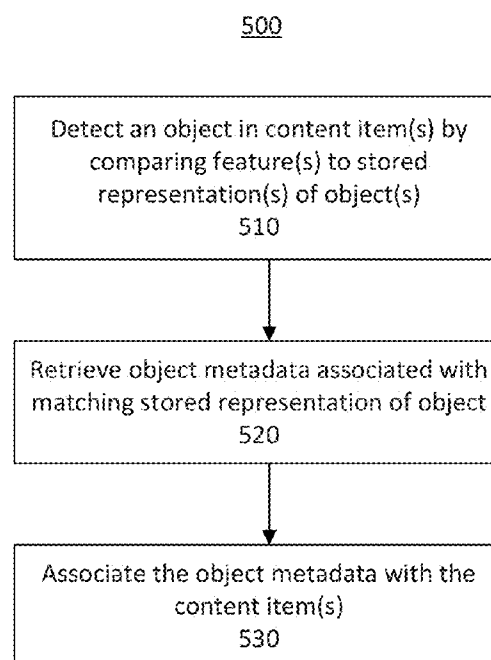 500
Detect an object in content item(s) by
comparing feature(s) to stored
representation(s) of object(s)
510
Retrieve object metadata associated with
matching stored representation of object
520
Associate the object metadata with the
content item(s)
530